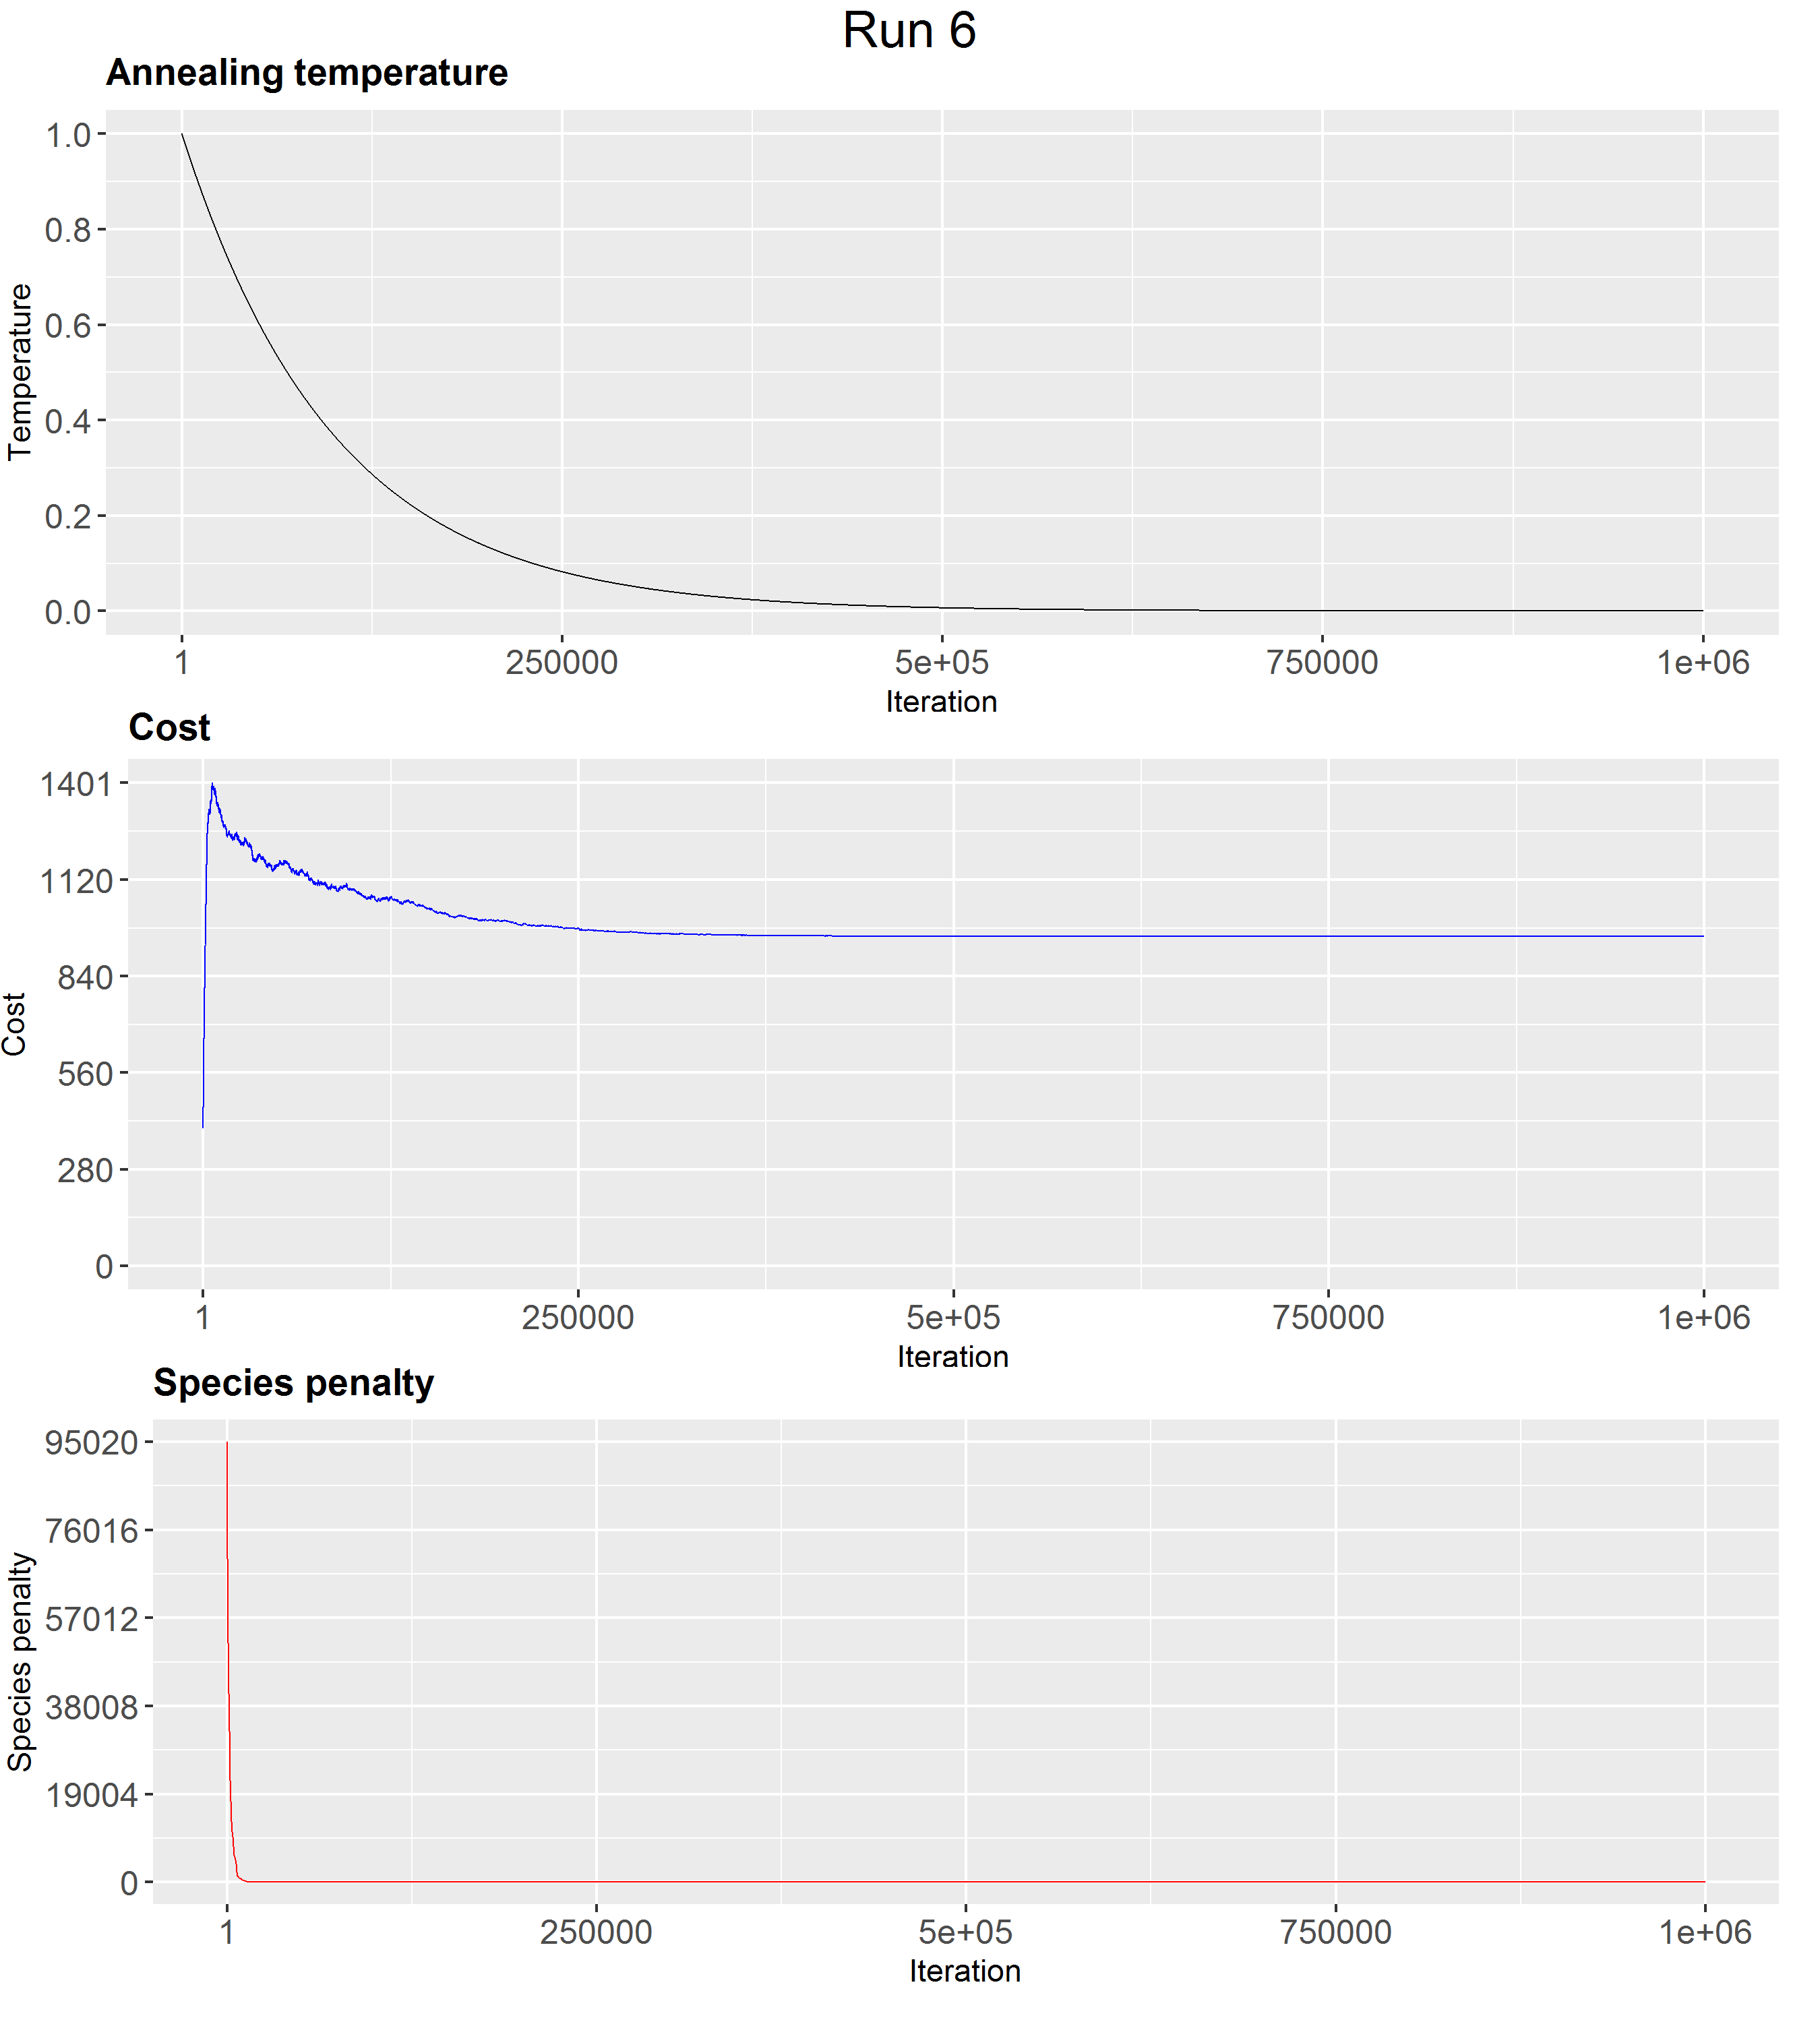 Run 6
Annealing temperature
Temperature
1.0
0.8
0.6
0.4
0.2
0.0
1 250000 5e+05 750000 1e+06
Iteration
Cost
Cost
1401
1120
840
560
280
0
1 250000 5e+05 750000 1e+06
Iteration
Species penalty
Species penalty
95020
76016
57012
38008
19004
0
1 250000 5e+05 750000 1e+06
Iteration